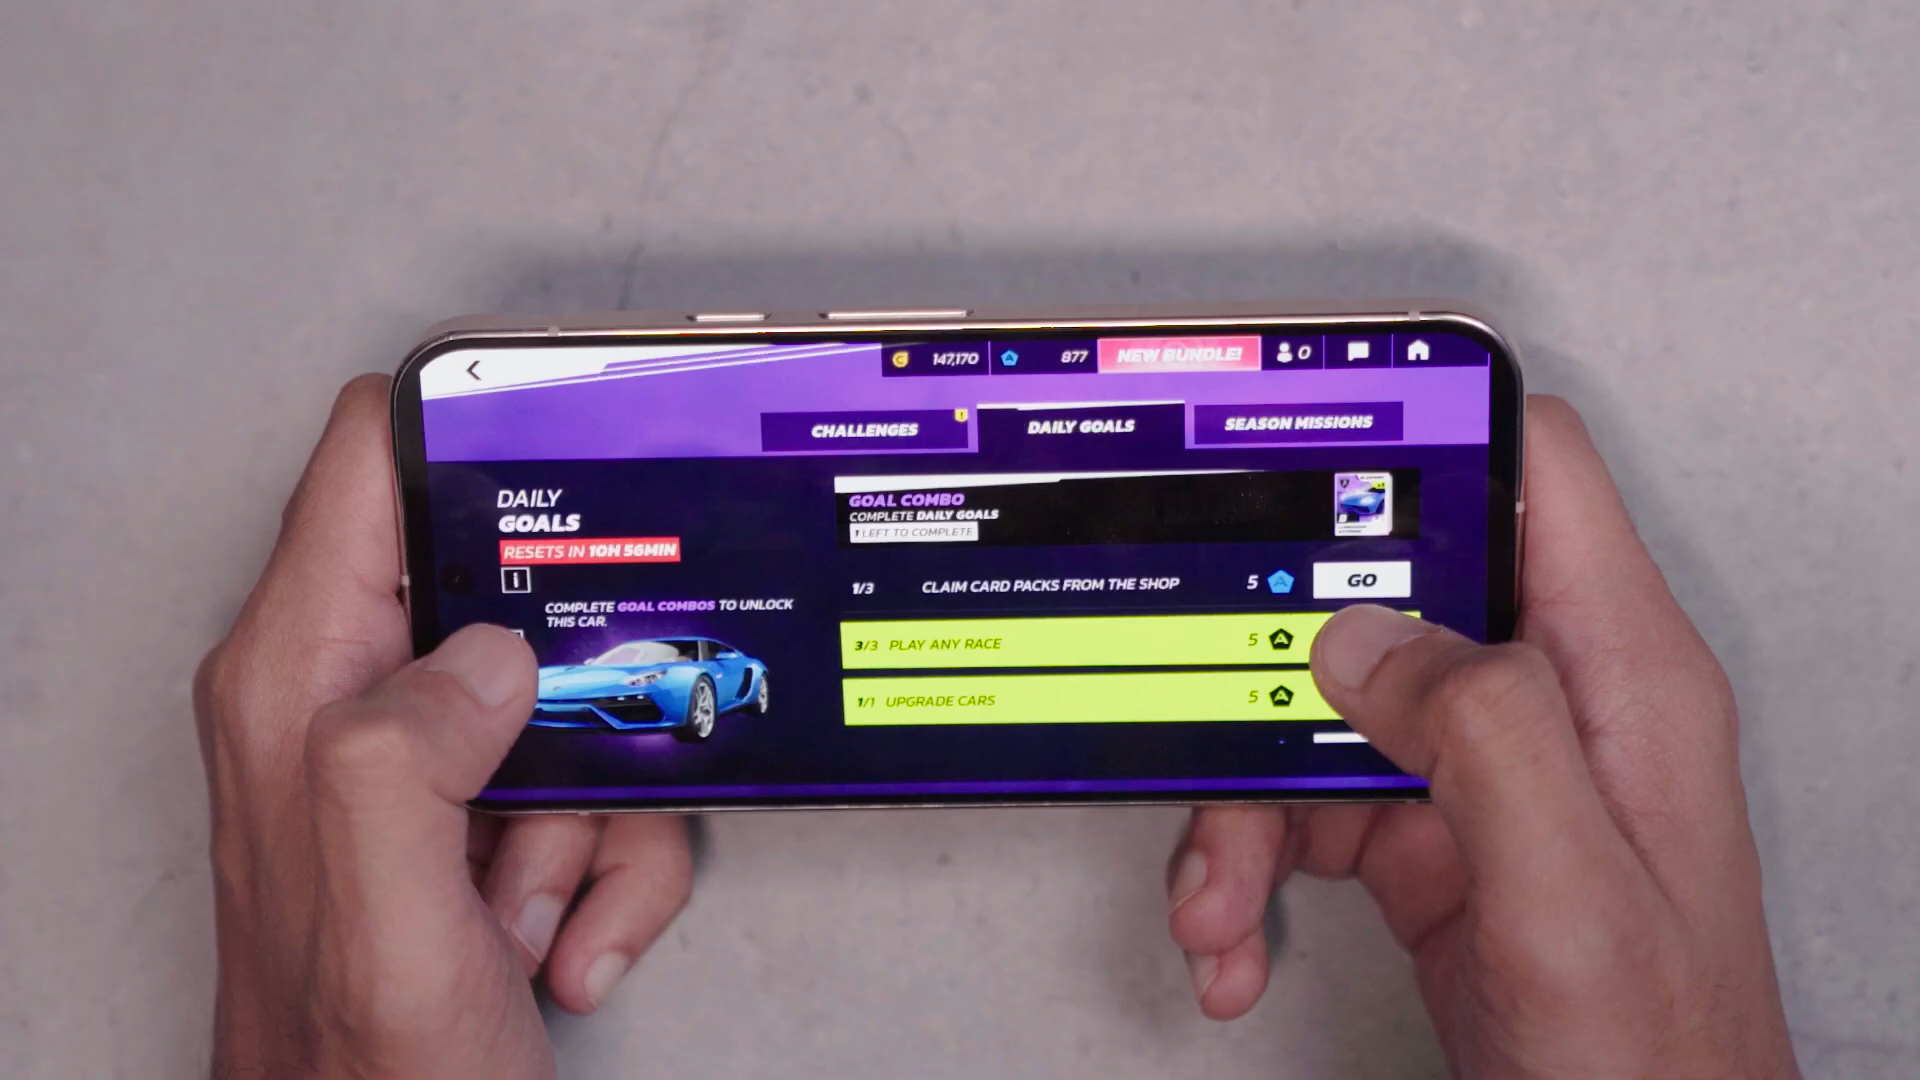 147,170
877
NEW BUNDLE!
0
CHALLENGES
!
DAILY GOALS
SEASON MISSIONS
DAILY
GOALS
RESETS IN 10H 56MIN
i
COMPLETE GOAL COMBOS TO UNLOCK
THIS CAR.
GOAL COMBO
COMPLETE DAILY GOALS
1 LEFT TO COMPLETE
1/3 CLAIM CARD PACKS FROM THE SHOP 5 GO
3/3 PLAY ANY RACE 5
1/1 UPGRADE CARS 5